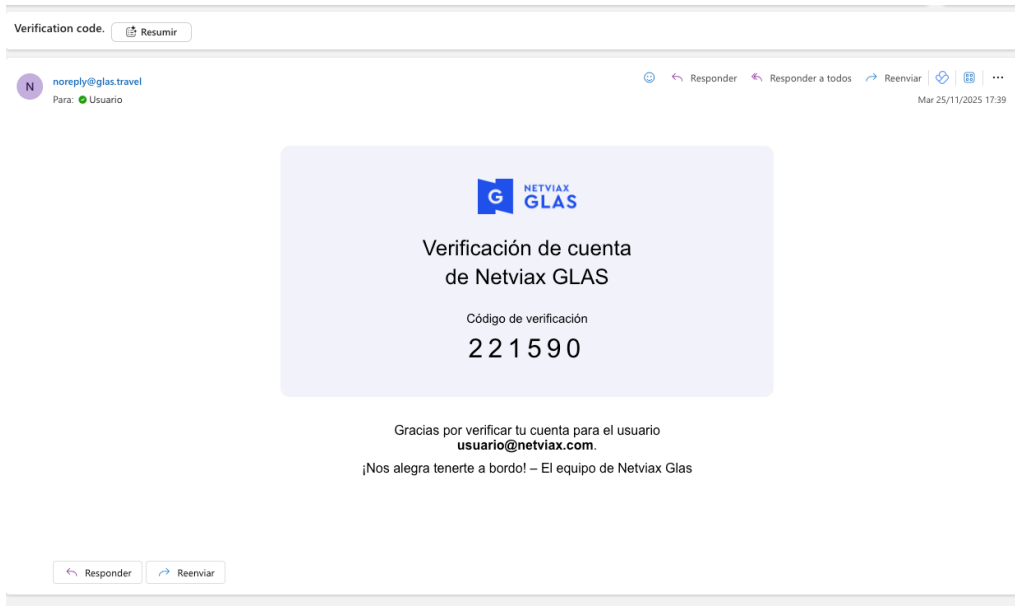 Verification code.
Resumir
N
noreply@glas.travel
Para: Usuario
Responder
Responder a todos
Reenviar
Mar 25/11/2025 17:39
G
NETVIAX
GLAS
Verificación de cuenta
de Netviax GLAS
Código de verificación
221590
Gracias por verificar tu cuenta para el usuario
usuario@netviax.com.
¡Nos alegra tenerte a bordo! – El equipo de Netviax Glas
Responder
Reenviar